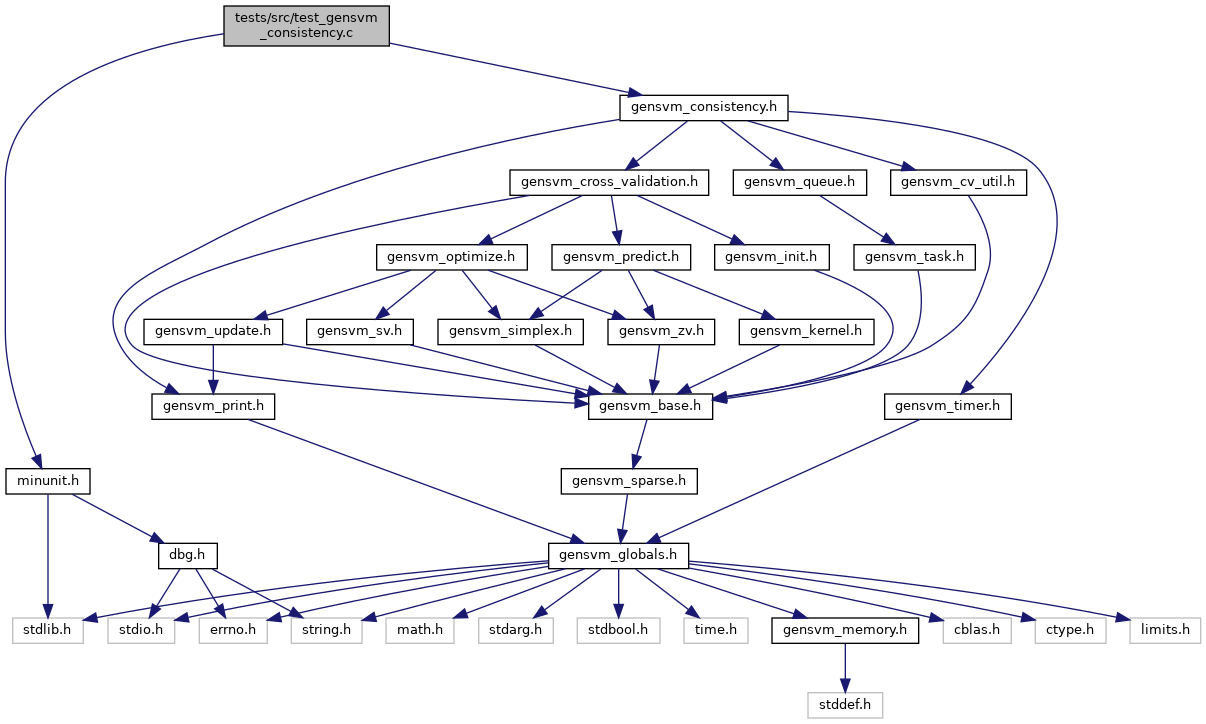 tests/src/test_gensvm
_consistency.c
gensvm_consistency.h
gensvm_cross_validation.h
gensvm_queue.h
gensvm_cv_util.h
gensvm_optimize.h
gensvm_predict.h
gensvm_init.h
gensvm_task.h
gensvm_update.h
gensvm_sv.h
gensvm_simplex.h
gensvm_zv.h
gensvm_kernel.h
gensvm_print.h
gensvm_base.h
gensvm_timer.h
minunit.h
gensvm_sparse.h
dbg.h
gensvm_globals.h
stdlib.h
stdio.h
errno.h
string.h
math.h
stdarg.h
stdbool.h
time.h
gensvm_memory.h
cblas.h
ctype.h
limits.h
stddef.h